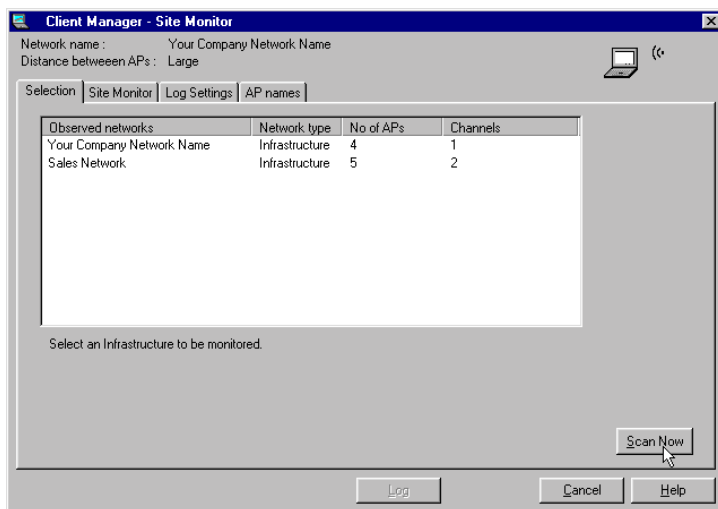 Client Manager - Site Monitor
Network name : Your Company Network Name
Distance betweeen APs : Large
Selection Site Monitor Log Settings AP names
Observed networks Network type No of APs Channels
Your Company Network Name Infrastructure 4 1
Sales Network Infrastructure 5 2
Select an Infrastructure to be monitored.
Scan Now
Log Cancel Help